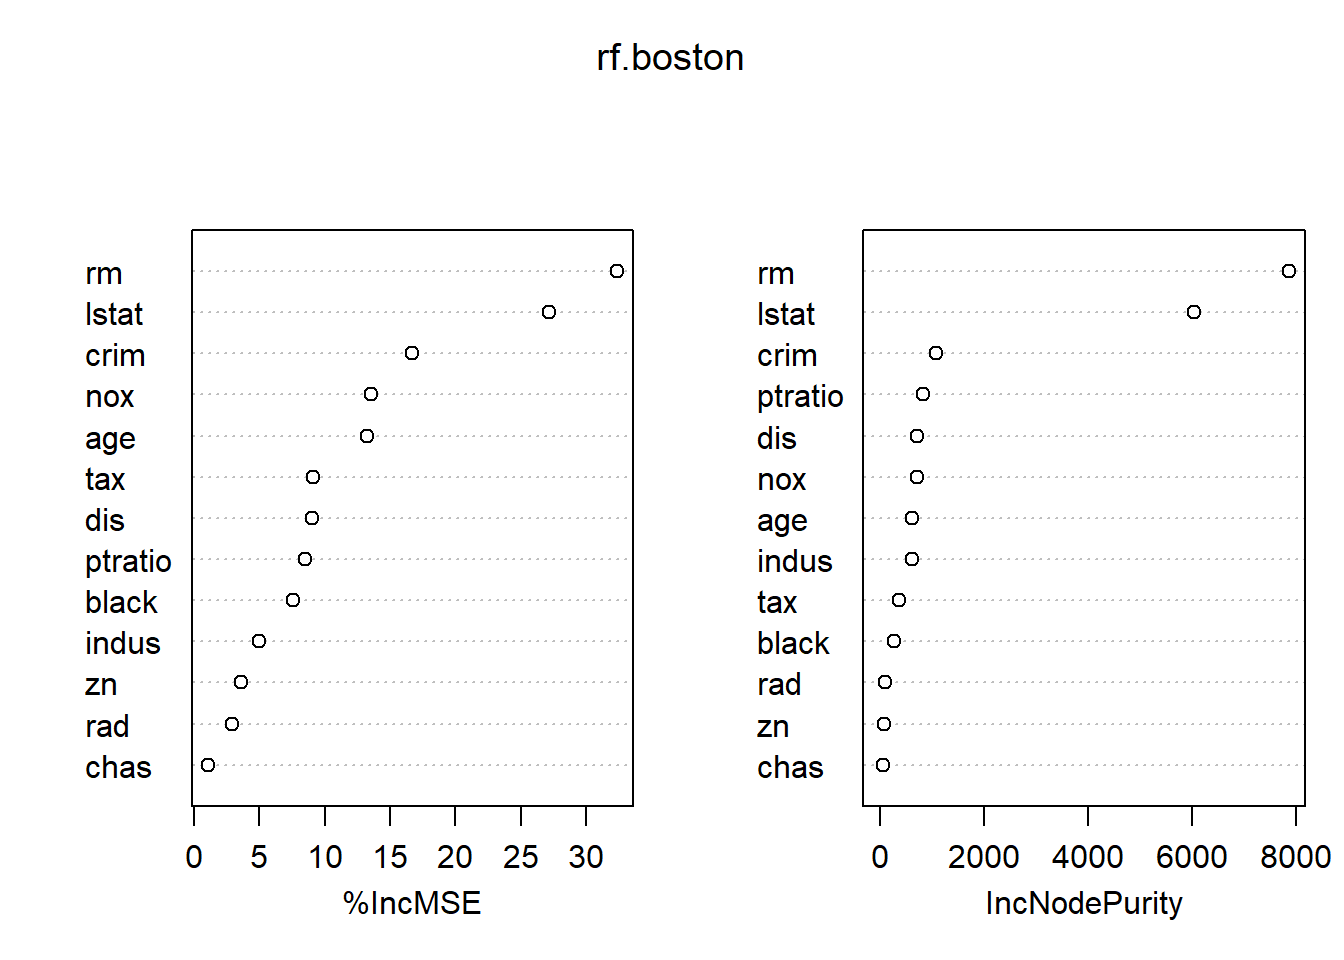 rf.boston
rm
lstat
crim
nox
age
tax
dis
ptratio
black
indus
zn
rad
chas
0 5 10 15 20 25 30
%IncMSE
rm
lstat
crim
ptratio
dis
nox
age
indus
tax
black
rad
zn
chas
0 2000 4000 6000 8000
IncNodePurity